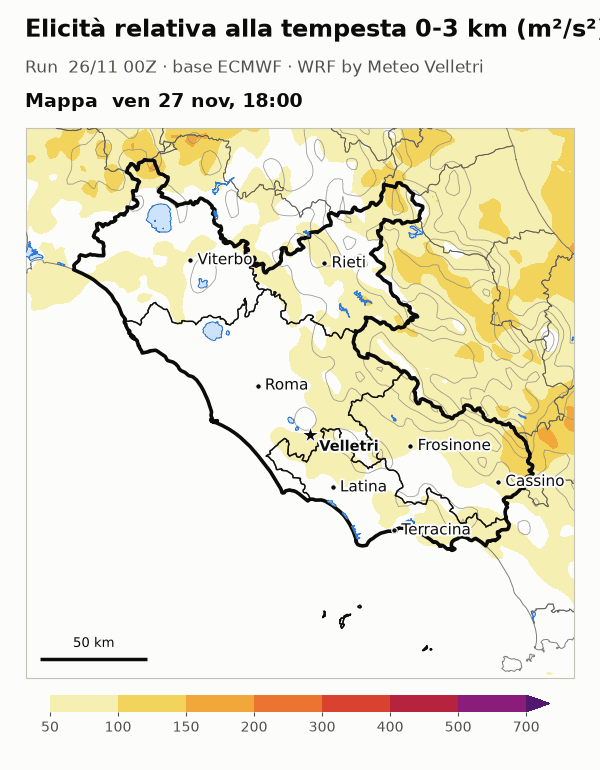 Elicità relativa alla tempesta 0-3 km (m²/s²)
Run 26/11 00Z · base ECMWF · WRF by Meteo Velletri
Mappa ven 27 nov, 18:00
Viterbo
Rieti
Roma
Velletri
Frosinone
Cassino
Latina
Terracina
50 km
50 100 150 200 300 400 500 700